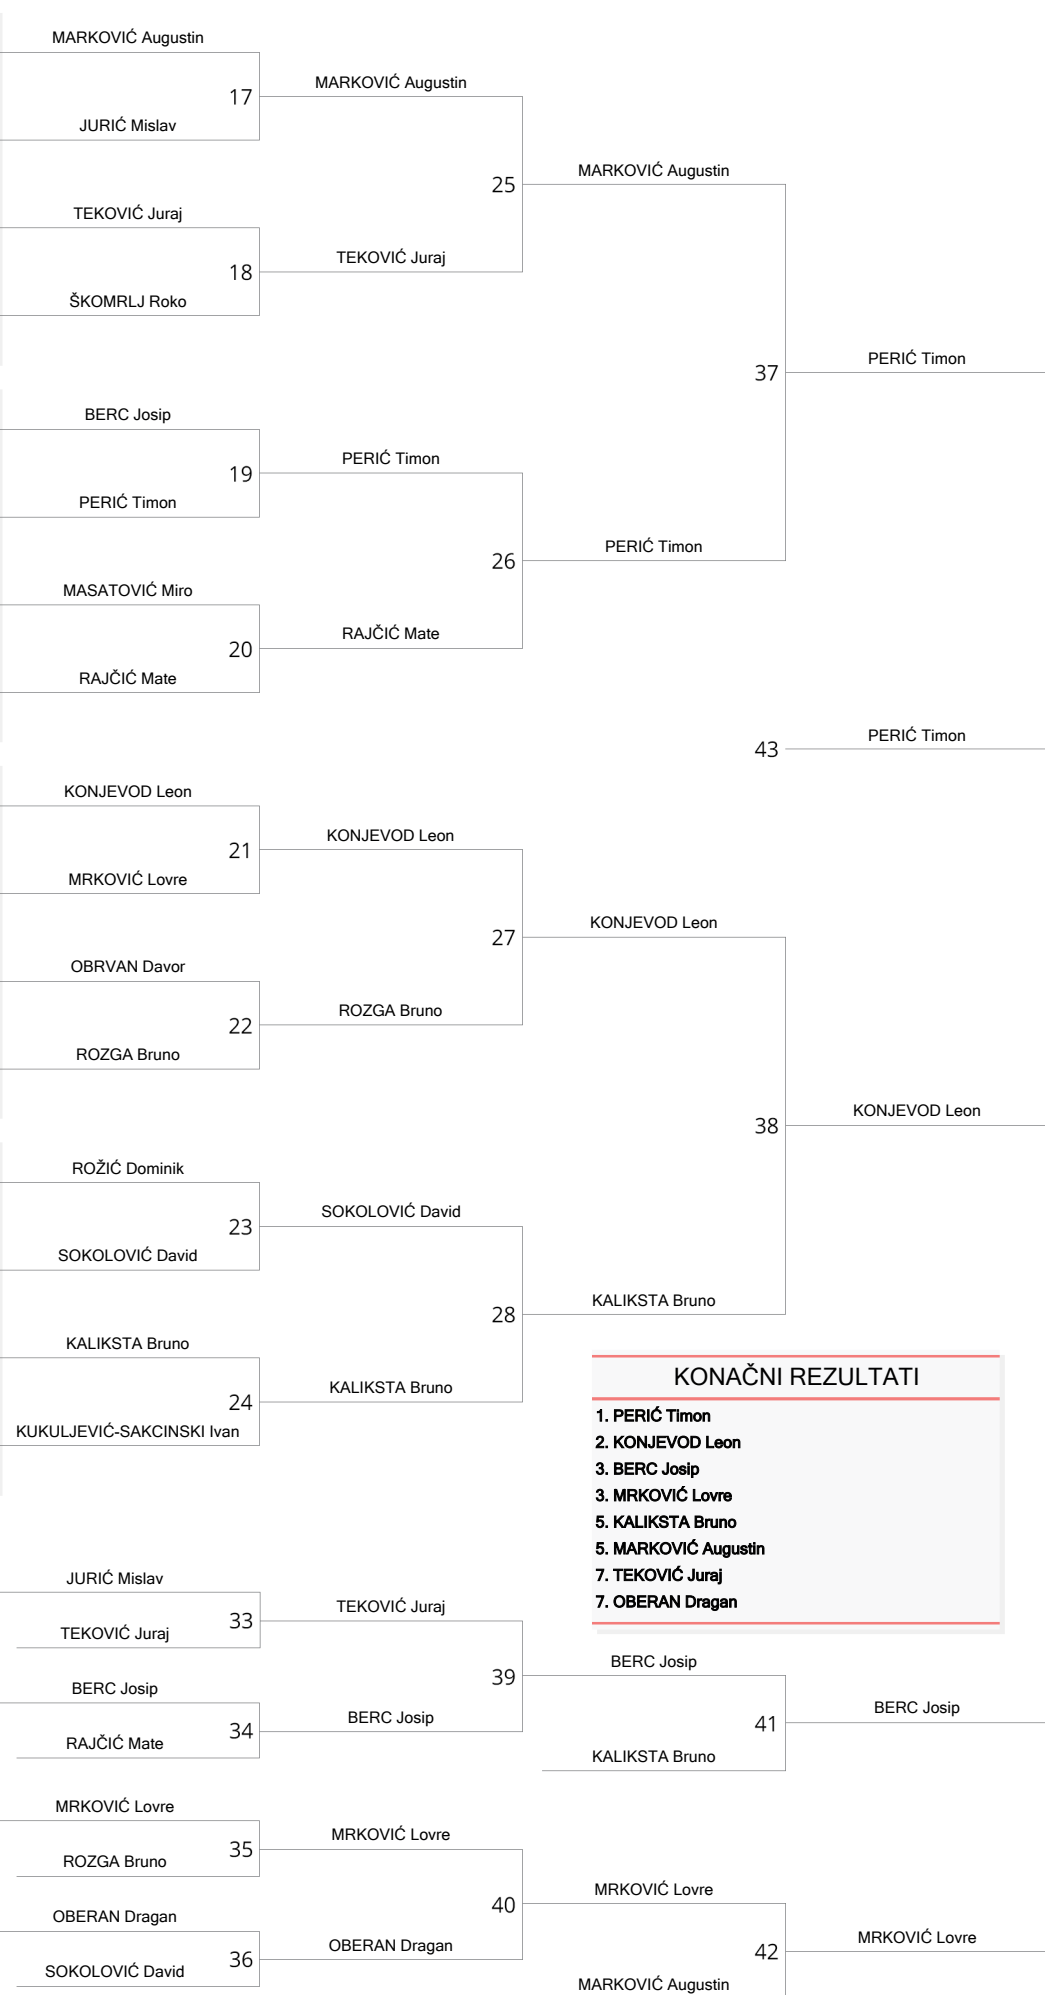 MARKOVIĆ Augustin
17
MARKOVIĆ Augustin
JURIĆ Mislav
25
MARKOVIĆ Augustin
TEKOVIĆ Juraj
18
TEKOVIĆ Juraj
ŠKOMRLJ Roko
37
PERIĆ Timon
BERC Josip
19
PERIĆ Timon
PERIĆ Timon
26
PERIĆ Timon
MASATOVIĆ Miro
20
RAJČIĆ Mate
RAJČIĆ Mate
43
PERIĆ Timon
KONJEVOD Leon
21
KONJEVOD Leon
MRKOVIĆ Lovre
27
KONJEVOD Leon
OBRVAN Davor
22
ROZGA Bruno
ROZGA Bruno
38
KONJEVOD Leon
ROŽIĆ Dominik
23
SOKOLOVIĆ David
SOKOLOVIĆ David
28
KALIKSTA Bruno
KALIKSTA Bruno
24
KALIKSTA Bruno
KUKULJEVIĆ-SAKCINSKI Ivan
KONAČNI REZULTATI
1. PERIĆ Timon
2. KONJEVOD Leon
3. BERC Josip
3. MRKOVIĆ Lovre
5. KALIKSTA Bruno
5. MARKOVIĆ Augustin
7. TEKOVIĆ Juraj
7. OBERAN Dragan
JURIĆ Mislav
33
TEKOVIĆ Juraj
TEKOVIĆ Juraj
39
BERC Josip
BERC Josip
34
BERC Josip
RAJČIĆ Mate
41
BERC Josip
KALIKSTA Bruno
MRKOVIĆ Lovre
35
MRKOVIĆ Lovre
ROZGA Bruno
40
MRKOVIĆ Lovre
OBERAN Dragan
36
OBERAN Dragan
SOKOLOVIĆ David
42
MRKOVIĆ Lovre
MARKOVIĆ Augustin